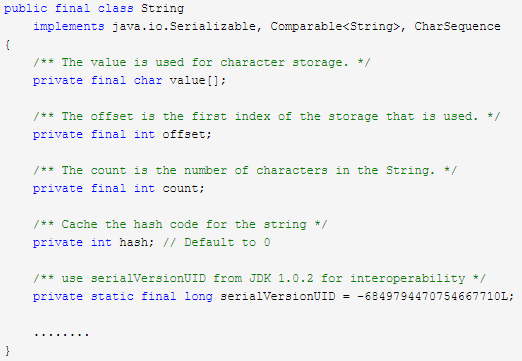 public final class String
    implements java.io.Serializable, Comparable<String>, CharSequence
{
    /** The value is used for character storage. */
    private final char value[];

    /** The offset is the first index of the storage that is used. */
    private final int offset;

    /** The count is the number of characters in the String. */
    private final int count;

    /** Cache the hash code for the string */
    private int hash; // Default to 0

    /** use serialVersionUID from JDK 1.0.2 for interoperability */
    private static final long serialVersionUID = -6849794470754667710L;

    ........
}